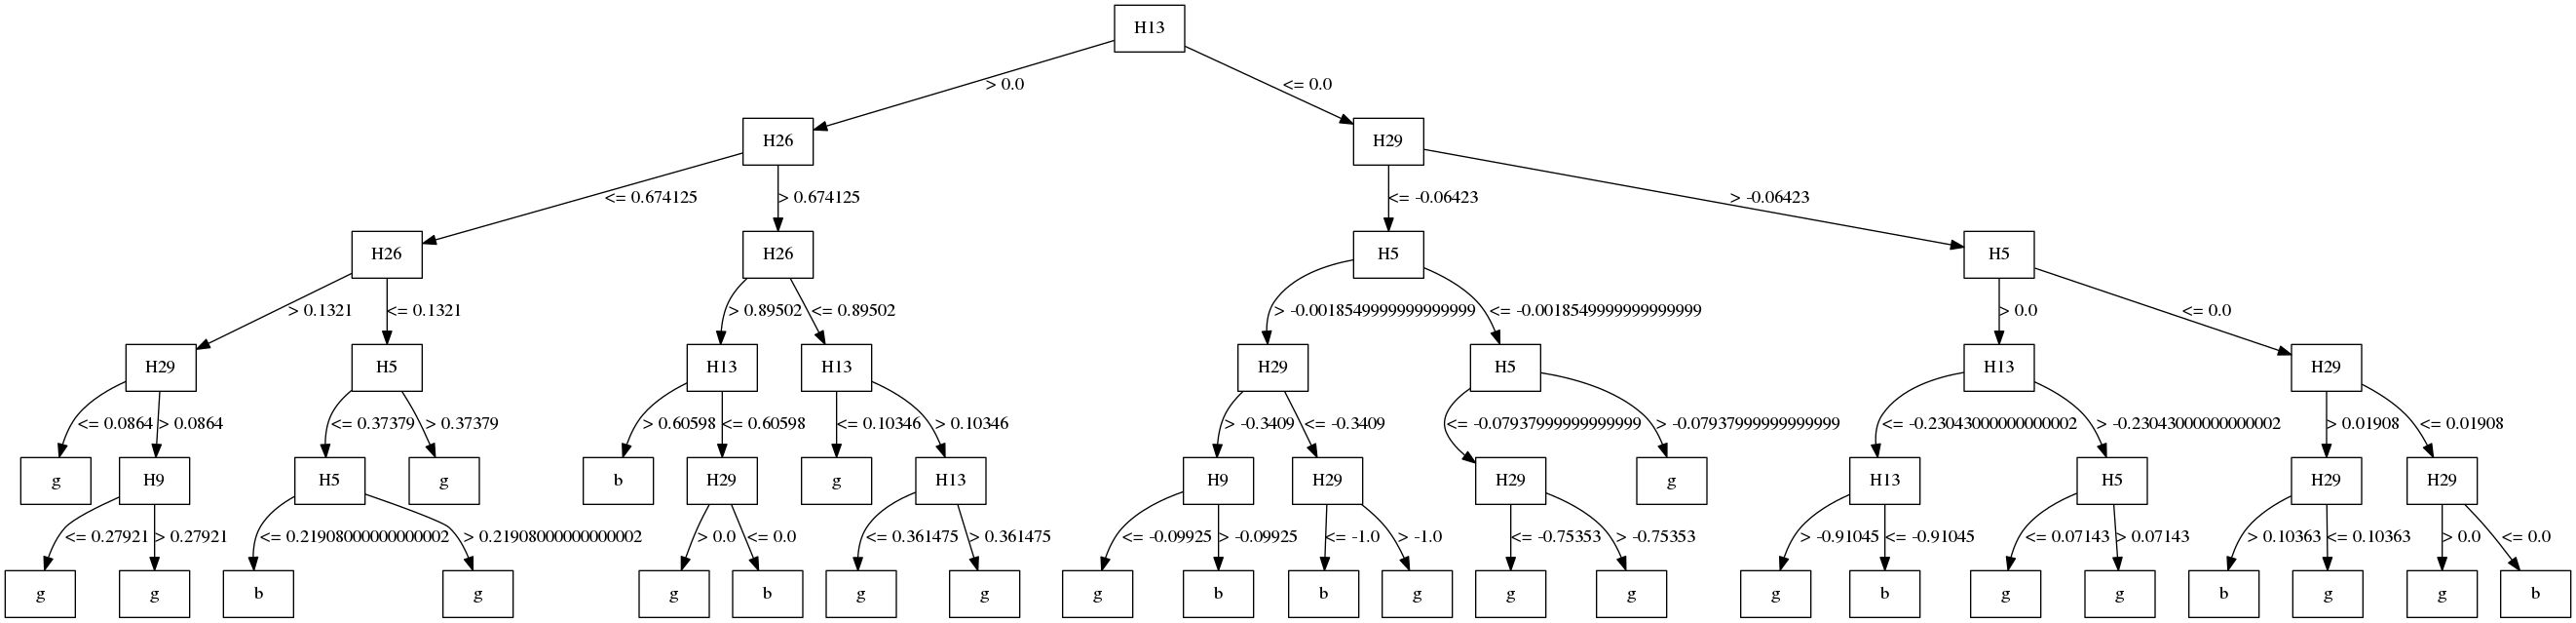 H13
> 0.0 <= 0.0
H26 H29
<= 0.674125 > 0.674125 <= -0.06423 > -0.06423
H26 H26 H5 H5
> 0.1321 <= 0.1321 > 0.89502 <= 0.89502 > -0.0018549999999999999 <= -0.0018549999999999999 > 0.0 <= 0.0
H29 H5 H13 H13 H29 H5 H13 H29
<= 0.0864 > 0.0864 <= 0.37379 > 0.37379 > 0.60598 <= 0.60598 <= 0.10346 > 0.10346 > -0.3409 <= -0.3409 <= -0.07937999999999999 > -0.07937999999999999 <= -0.23043000000000002 > -0.23043000000000002 > 0.01908 <= 0.01908
g H9 H5 g b H29 g H13 H9 H29 H29 g H13 H5 H29 H29
<= 0.27921 > 0.27921 <= 0.21908000000000002 > 0.21908000000000002 > 0.0 <= 0.0 <= 0.361475 > 0.361475 <= -0.09925 > -0.09925 <= -1.0 > -1.0 <= -0.75353 > -0.75353 > -0.91045 <= -0.91045 <= 0.07143 > 0.07143 > 0.10363 <= 0.10363 > 0.0 <= 0.0
g g b g g b g g g b b g g g g b g g b g g b